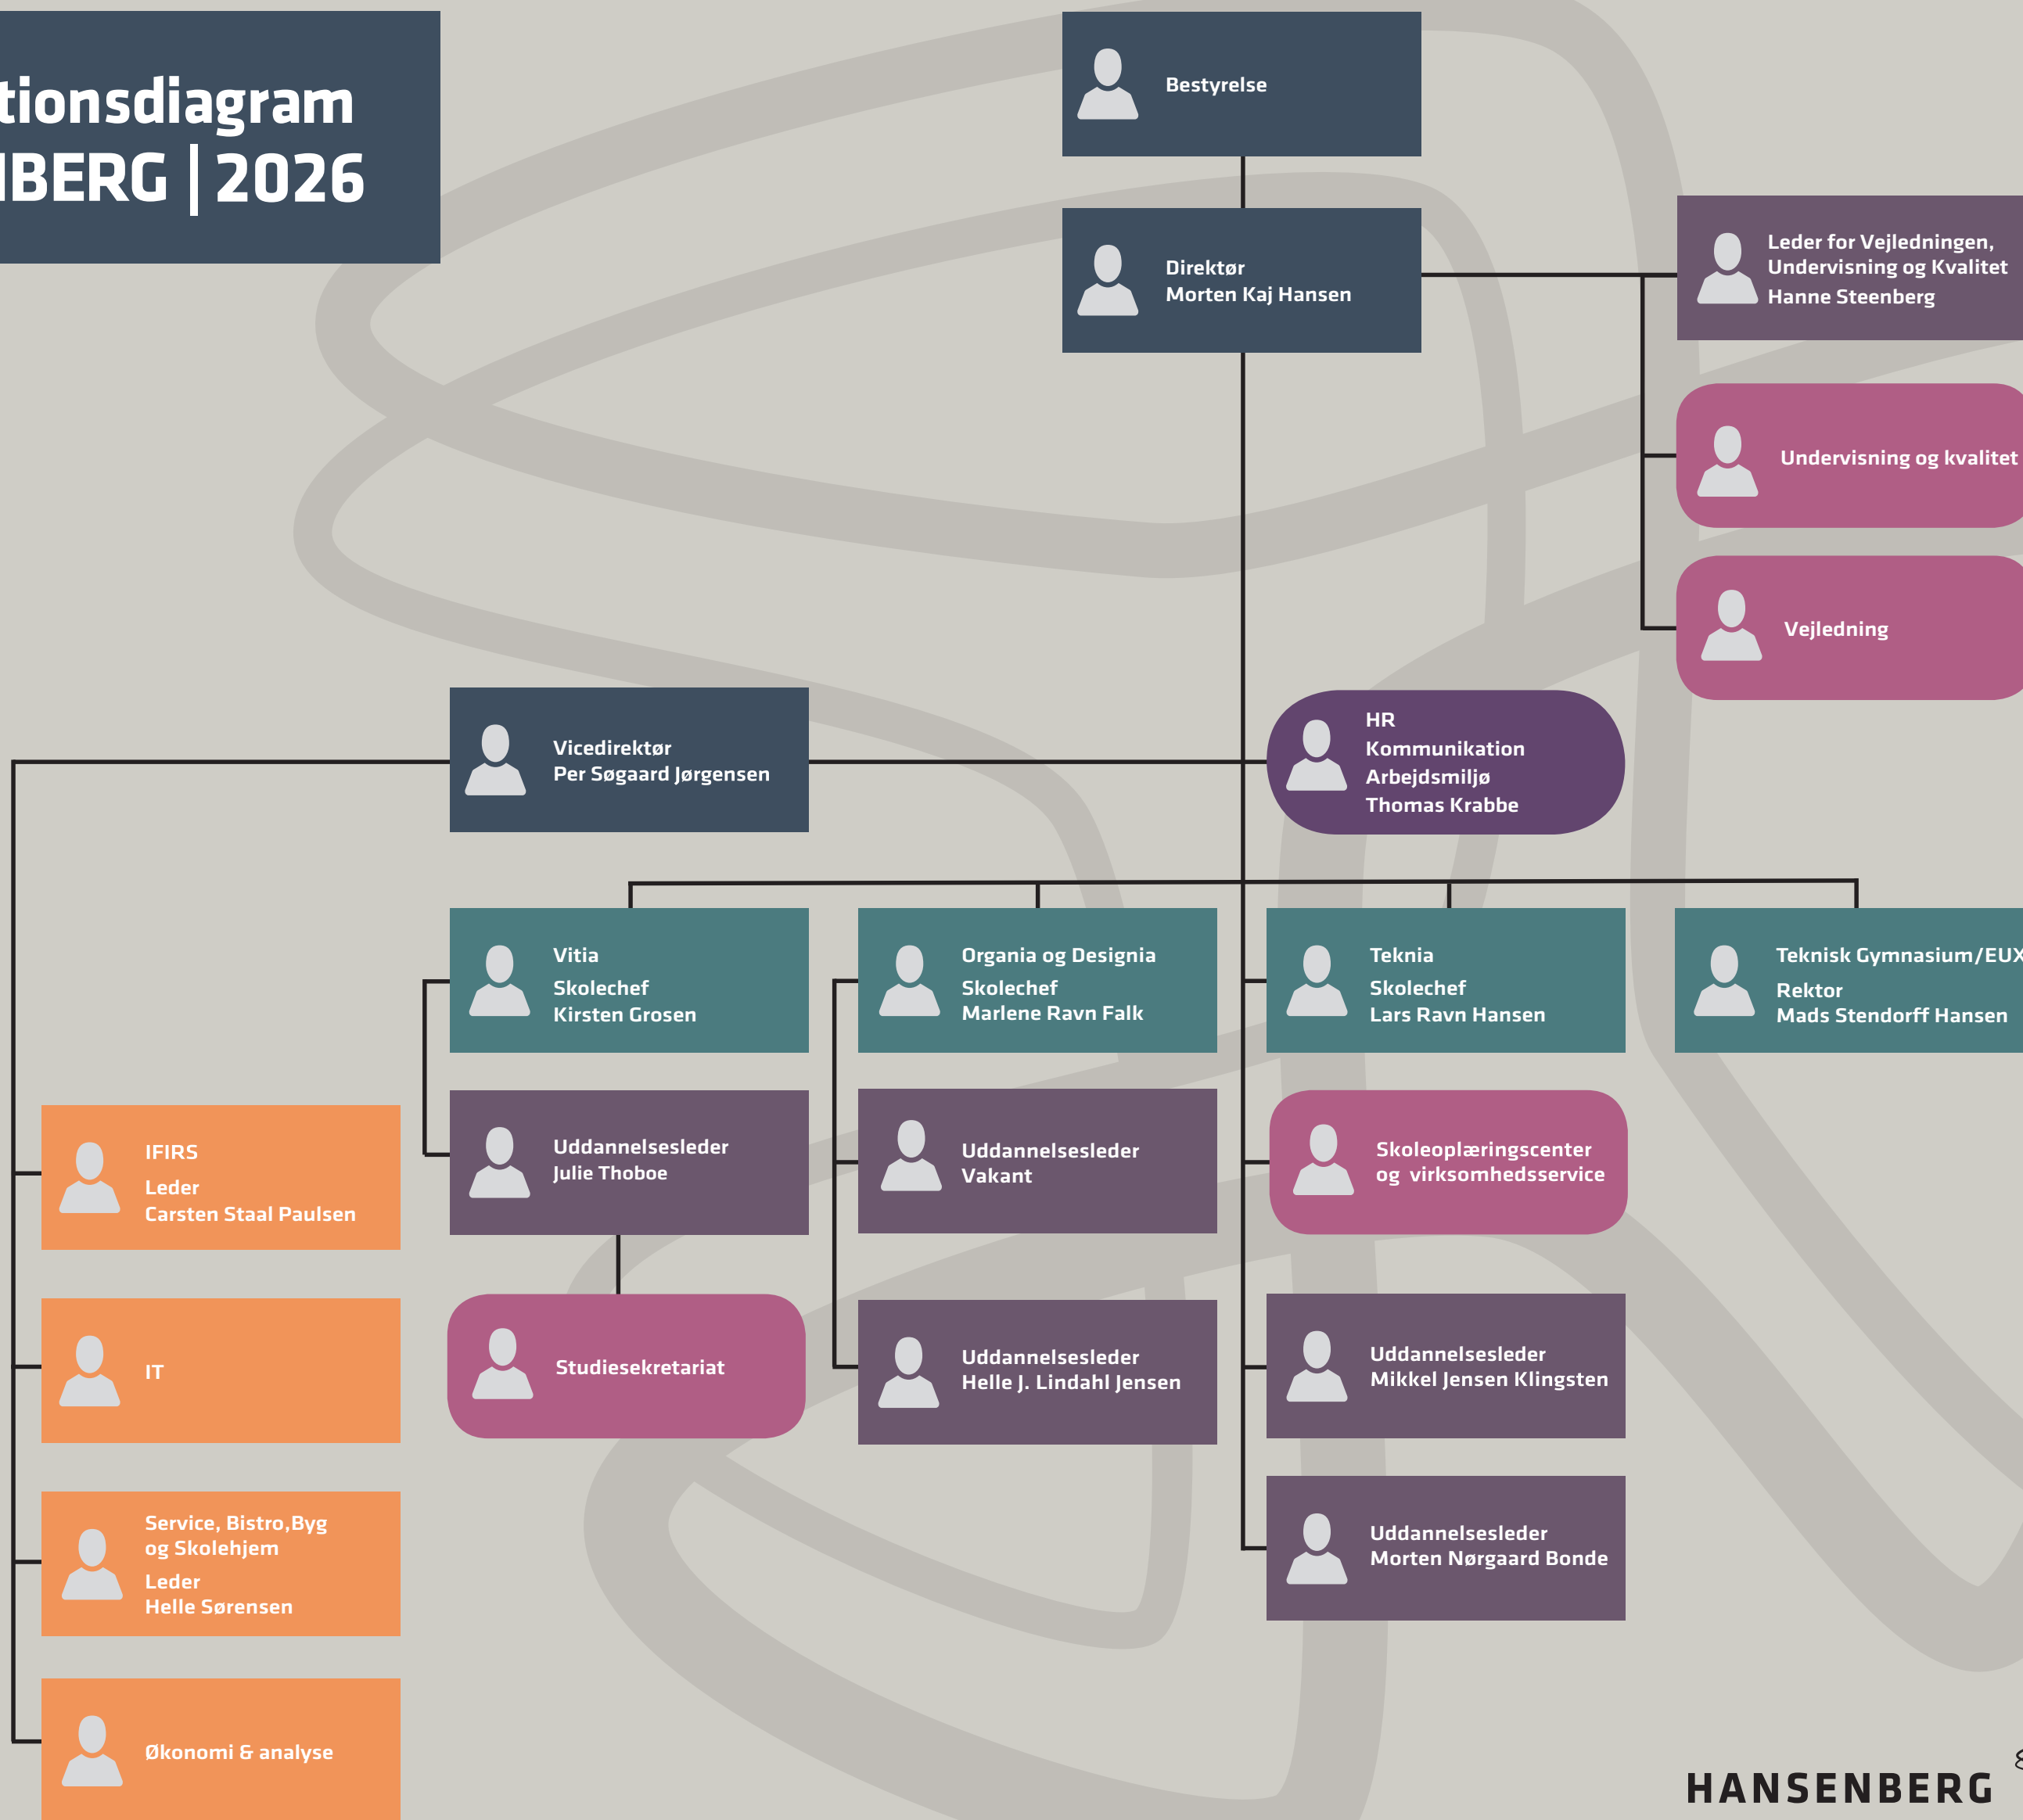 tionsdiagram
BERG | 2026
Bestyrelse
Direktør
Morten Kaj Hansen
Leder for Vejledningen,
Undervisning og Kvalitet
Hanne Steenberg
Undervisning og kvalitet
Vejledning
Vicedirektør
Per Søgaard Jørgensen
HR
Kommunikation
Arbejdsmiljø
Thomas Krabbe
Vitia
Skolechef
Kirsten Grosen
Organia og Designia
Skolechef
Marlene Ravn Falk
Teknia
Skolechef
Lars Ravn Hansen
Teknisk Gymnasium/EUX
Rektor
Mads Stendorff Hansen
IFIRS
Leder
Carsten Staal Paulsen
Uddannelsesleder
Julie Thoboe
Uddannelsesleder
Vakant
Skoleoplæringscenter
og virksomhedsservice
IT
Studiesekretariat
Uddannelsesleder
Helle J. Lindahl Jensen
Uddannelsesleder
Mikkel Jensen Klingsten
Service, Bistro,Byg
og Skolehjem
Leder
Helle Sørensen
Uddannelsesleder
Morten Nørgaard Bonde
Økonomi & analyse
HANSENBERG